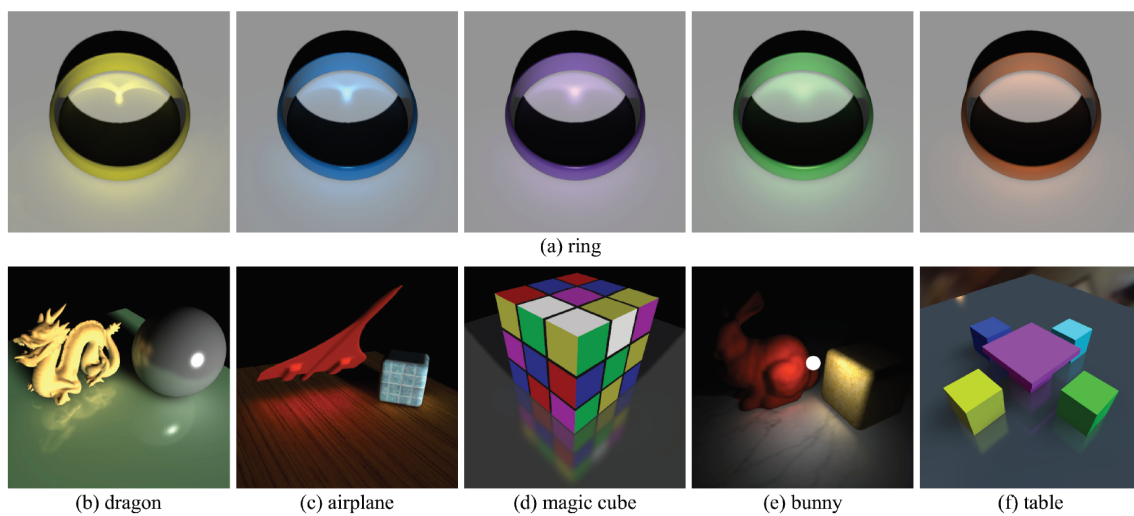 (a) ring
(b) dragon
(c) airplane
(d) magic cube
(e) bunny
(f) table